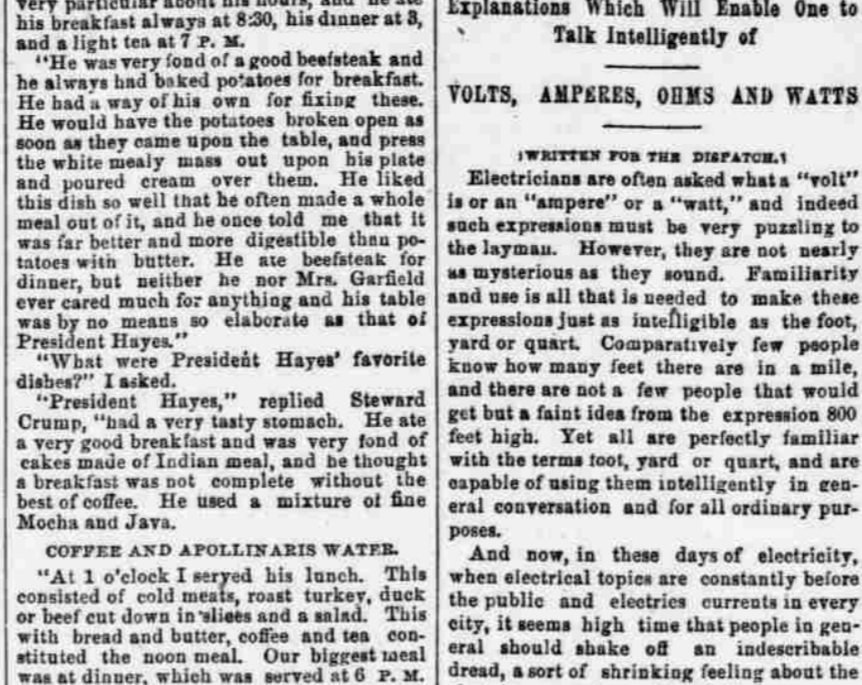 very particular about his hours, and he ate
his breakfast always at 8:30, his dinner at 3,
and a light tea at 7 P. M.
"He was very fond of a good beefsteak and
he always had baked potatoes for breakfast.
He had a way of his own for fixing these.
He would have the potatoes broken open as
soon as they came upon the table, and press
the white mealy mass out upon his plate
and poured cream over them. He liked
this dish so well that he often made a whole
meal out of it, and he once told me that it
was far better and more digestible than po-
tatoes with butter. He ate beefsteak for
dinner, but neither he nor Mrs. Garfield
ever cared much for anything and his table
was by no means so elaborate as that of
President Hayes."
"What were President Hayes' favorite
dishes?" I asked.
"President Hayes," replied Steward
Crump, "had a very tasty stomach. He ate
a very good breakfast and was very fond of
cakes made of Indian meal, and he thought
a breakfast was not complete without the
best of coffee. He used a mixture of fine
Mocha and Java.
COFFEE AND APOLLINARIS WATER.
"At 1 o'clock I served his lunch. This
consisted of cold meats, roast turkey, duck
or beef cut down in slices and a salad. This
with bread and butter, coffee and tea con-
stituted the noon meal. Our biggest meal
was at dinner, which was served at 6 P. M.
Explanations Which Will Enable One to
Talk Intelligently of
VOLTS, AMPERES, OHMS AND WATTS
[WRITTEN FOR THE DISPATCH.]
Electricians are often asked what a "volt"
is or an "ampere" or a "watt," and indeed
such expressions must be very puzzling to
the layman. However, they are not nearly
as mysterious as they sound. Familiarity
and use is all that is needed to make these
expressions just as intelligible as the foot,
yard or quart. Comparatively few people
know how many feet there are in a mile,
and there are not a few people that would
get but a faint idea from the expression 800
feet high. Yet all are perfectly familiar
with the terms foot, yard or quart, and are
capable of using them intelligently in gen-
eral conversation and for all ordinary pur-
poses.
And now, in these days of electricity,
when electrical topics are constantly before
the public and electrics currents in every
city, it seems high time that people in gen-
eral should shake off an indescribable
dread, a sort of shrinking feeling about the